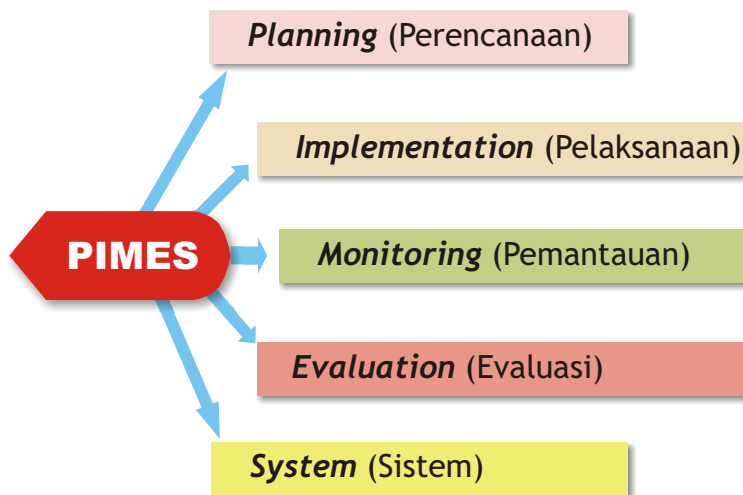 Planning (Perencanaan)
Implementation (Pelaksanaan)
PIMES
Monitoring (Pemantauan)
Evaluation (Evaluasi)
System (Sistem)